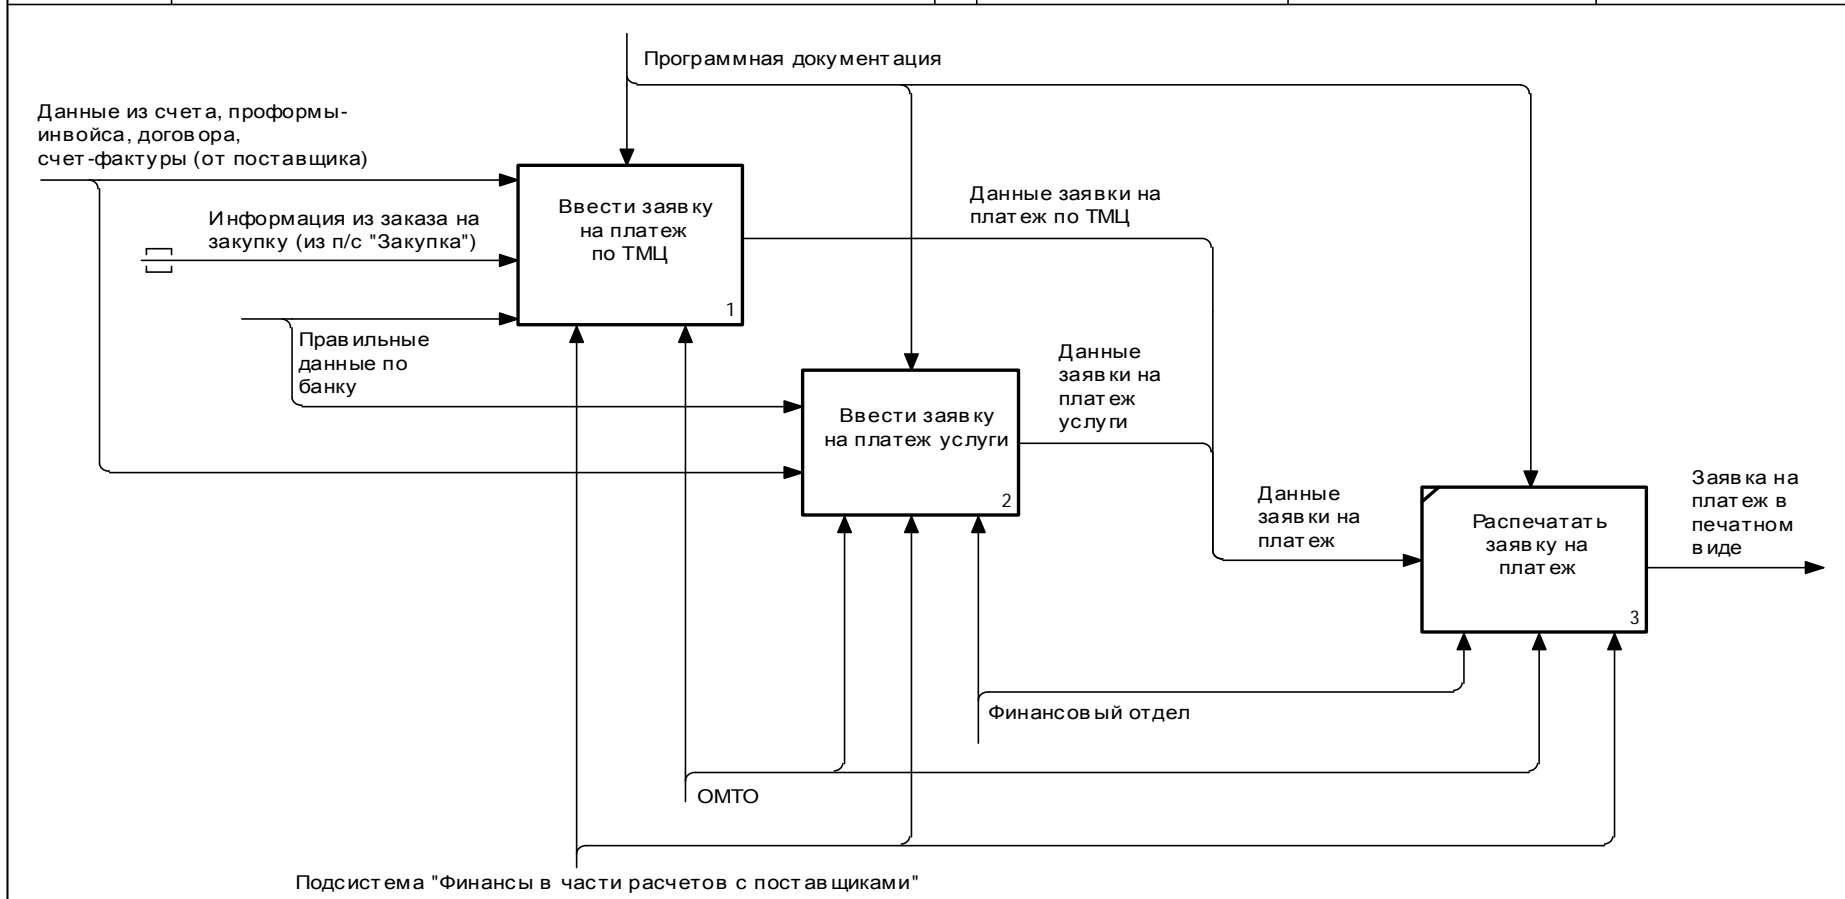 Программная документация
Данные из счета, проформы-
инвойса, договора,
счет-фактуры (от поставщика)
Информация из заказа на
закупку (из п/с "Закупка")
Ввести заявку
на платеж
по ТМЦ
1
Данные заявки на
платеж по ТМЦ
Правильные
данные по
банку
Ввести заявку
на платеж услуги
2
Данные
заявки на
платеж
услуги
Данные
заявки на
платеж
Распечатать
заявку на
платеж
3
Заявка на
платеж в
печатном
виде
Финансовый отдел
ОМТО
Подсистема "Финансы в части расчетов с поставщиками"